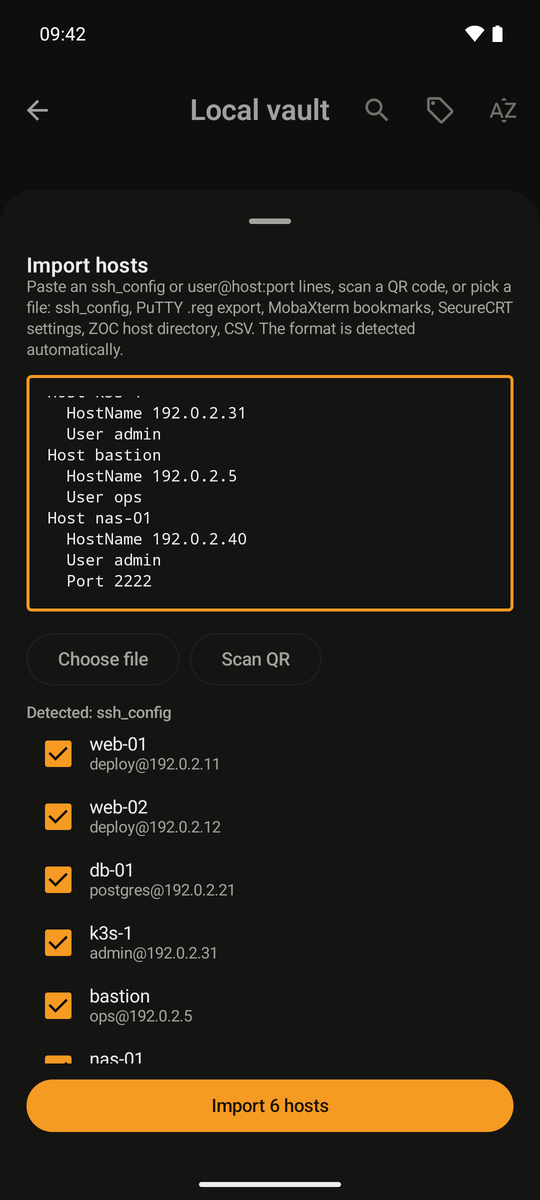 09:42
Local vault
AZ
Import hosts
Paste an ssh_config or user@host:port lines, scan a QR code, or pick a
file: ssh_config, PuTTY .reg export, MobaXterm bookmarks, SecureCRT
settings, ZOC host directory, CSV. The format is detected
automatically.
Host k3s-1
HostName 192.0.2.31
User admin
Host bastion
HostName 192.0.2.5
User ops
Host nas-01
HostName 192.0.2.40
User admin
Port 2222
Choose file
Scan QR
Detected: ssh_config
web-01
deploy@192.0.2.11
web-02
deploy@192.0.2.12
db-01
postgres@192.0.2.21
k3s-1
admin@192.0.2.31
bastion
ops@192.0.2.5
nas-01
Import 6 hosts